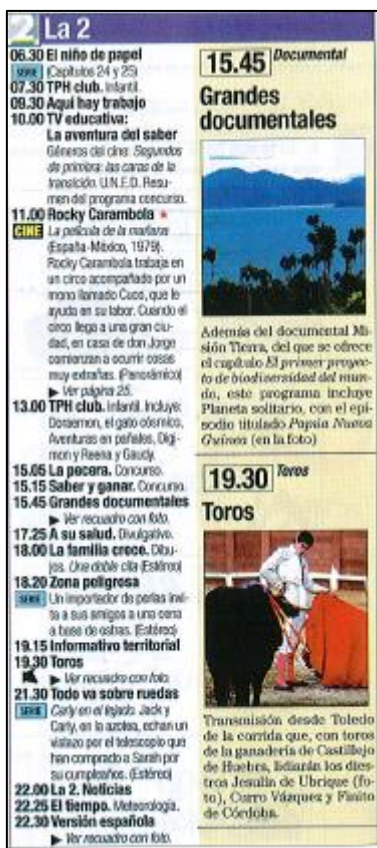 2 La 2
06.30 El niño de papel
SERIE (Capítulos 24 y 25)
07.30 TPH club. Infantil.
09.30 Aquí hay trabajo
10.00 TV educativa:
La aventura del saber
Géneros del cine: Segundos
de primera: las caras de la
transición. U.N.E.D. Resu-
men del programa concurso.
11.00 Rocky Carambola ★
CINE La película de la mañana
(España-México, 1979).
Rocky Carambola trabaja en
un circo acompañado por un
mono llamado Cuco, que le
ayuda en su labor. Cuando el
circo llega a una gran ciu-
dad, en casa de don Jorge
comienzan a ocurrir cosas
muy extrañas. (Panorámico)
▶ Ver página 25.
13.00 TPH club. Infantil. Incluye:
Doraemon, el gato cósmico,
Aventuras en pañales, Digi-
mon y Reena y Gaudy.
15.05 La pecera. Concurso.
15.15 Saber y ganar. Concurso.
15.45 Grandes documentales
▶ Ver recuadro con foto.
17.25 A su salud. Divulgativo.
18.00 La familia crece. Dibu-
jos. Una doble cita (Estéreo)
18.20 Zona peligrosa
SERIE Un importador de perlas invi-
ta a sus amigos a una cena
a base de ostras. (Estéreo)
19.15 Informativo territorial
19.30 Toros
▶ Ver recuadro con foto.
21.30 Todo va sobre ruedas
SERIE Carly en el tejado. Jack y
Carly, en la azotea, echan un
vistazo por el telescopio que
han comprado a Sarah por
su cumpleaños. (Estéreo)
22.00 La 2. Noticias
22.25 El tiempo. Meteorología.
22.30 Versión española
▶ Ver recuadro con foto.
15.45 Documental
Grandes
documentales
Además del documental Mi-
sión Tierra, del que se ofrece
el capítulo El primer proyec-
to de biodiversidad del mun-
do, este programa incluye
Planeta solitario, con el epi-
sodio titulado Papúa Nueva
Guinea (en la foto)
19.30 Toros
Toros
Transmisión desde Toledo
de la corrida que, con toros
de la ganadería de Castillejo
de Huebra, lidiarán los dies-
tros Jesulín de Ubrique (fo-
to), Curro Vázquez y Finito
de Córdoba.